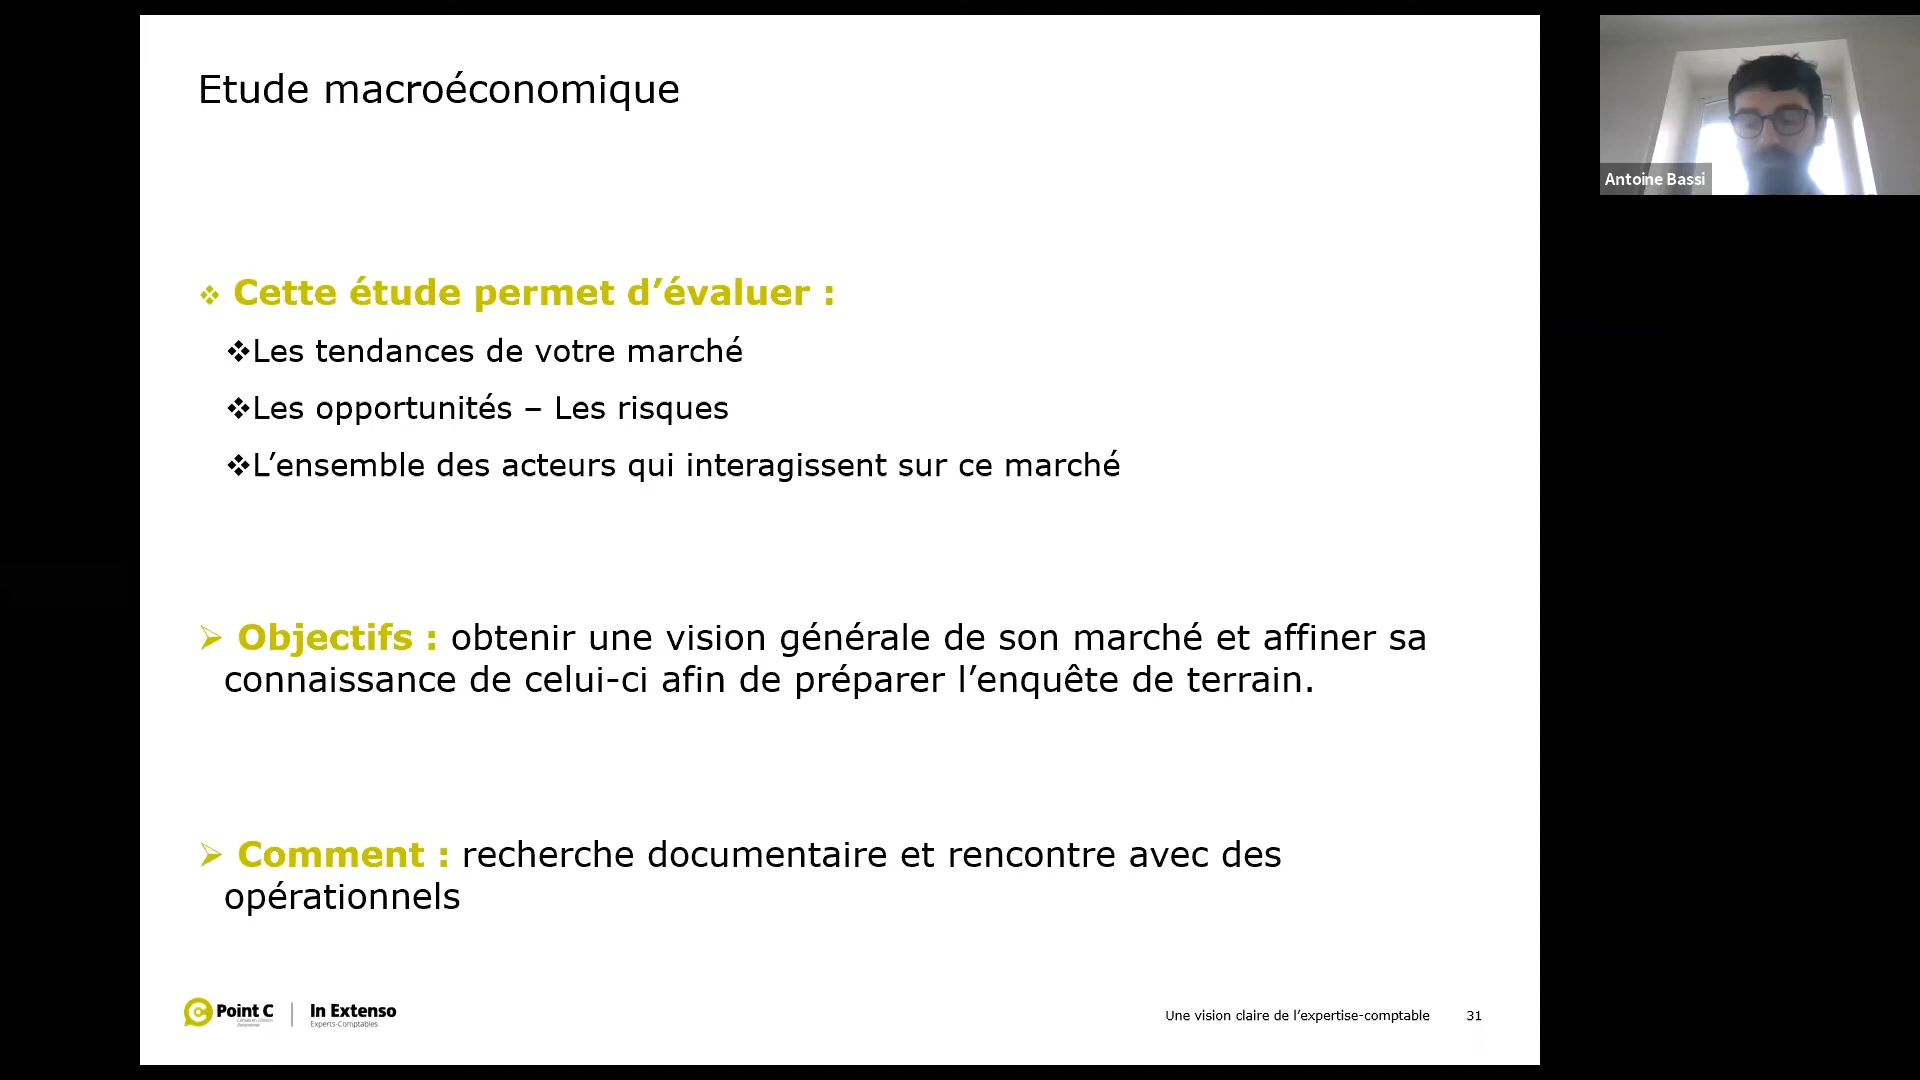 Etude macroéconomique
Antoine Bassi
❖ Cette étude permet d’évaluer :
❖Les tendances de votre marché
❖Les opportunités – Les risques
❖L’ensemble des acteurs qui interagissent sur ce marché
➢ Objectifs : obtenir une vision générale de son marché et affiner sa
connaissance de celui-ci afin de préparer l’enquête de terrain.
➢ Comment : recherche documentaire et rencontre avec des
opérationnels
Point C
In Extenso
Experts-Comptables
Une vision claire de l’expertise-comptable 31